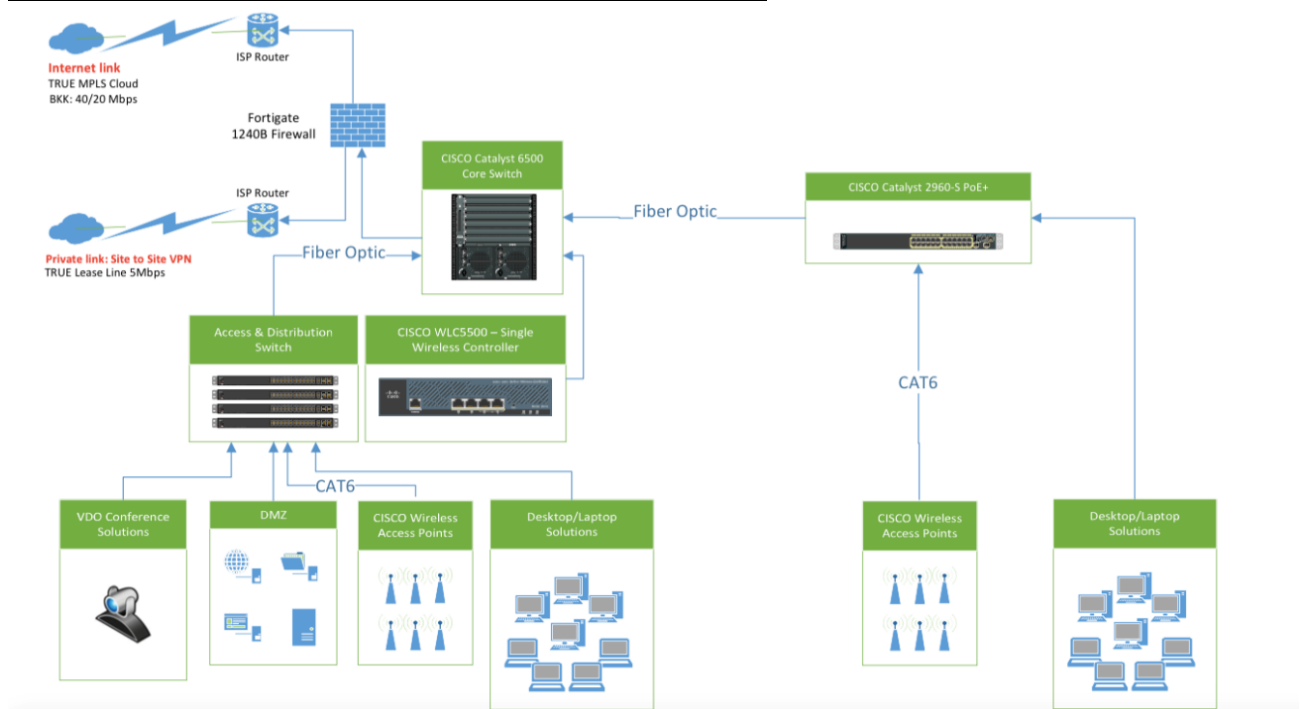 ISP Router
Internet link
TRUE MPLS Cloud
BKK: 40/20 Mbps
Fortigate
1240B Firewall
CISCO Catalyst 6500
Core Switch
CISCO Catalyst 2960-S PoE+
ISP Router
Fiber Optic
Private link: Site to Site VPN
TRUE Lease Line 5Mbps
Fiber Optic
Access & Distribution
Switch
CISCO WLC5500 – Single
Wireless Controller
CAT6
CAT6
VDO Conference
Solutions
DMZ
CISCO Wireless
Access Points
Desktop/Laptop
Solutions
CISCO Wireless
Access Points
Desktop/Laptop
Solutions